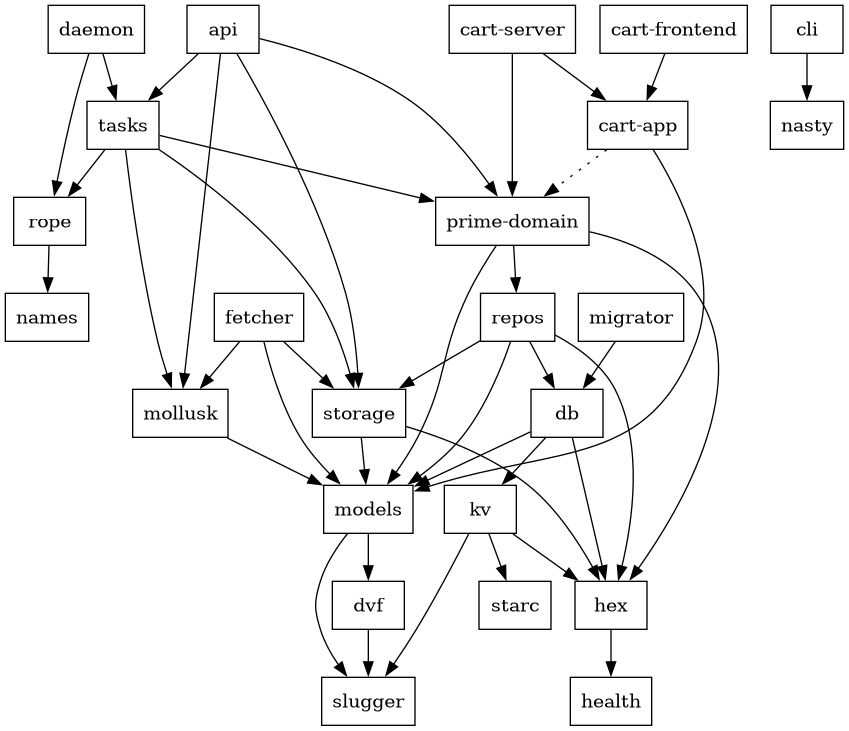 daemon
api
cart-server
cart-frontend
cli
tasks
cart-app
nasty
rope
prime-domain
names
fetcher
repos
migrator
mollusk
storage
db
models
kv
dvf
starc
hex
slugger
health